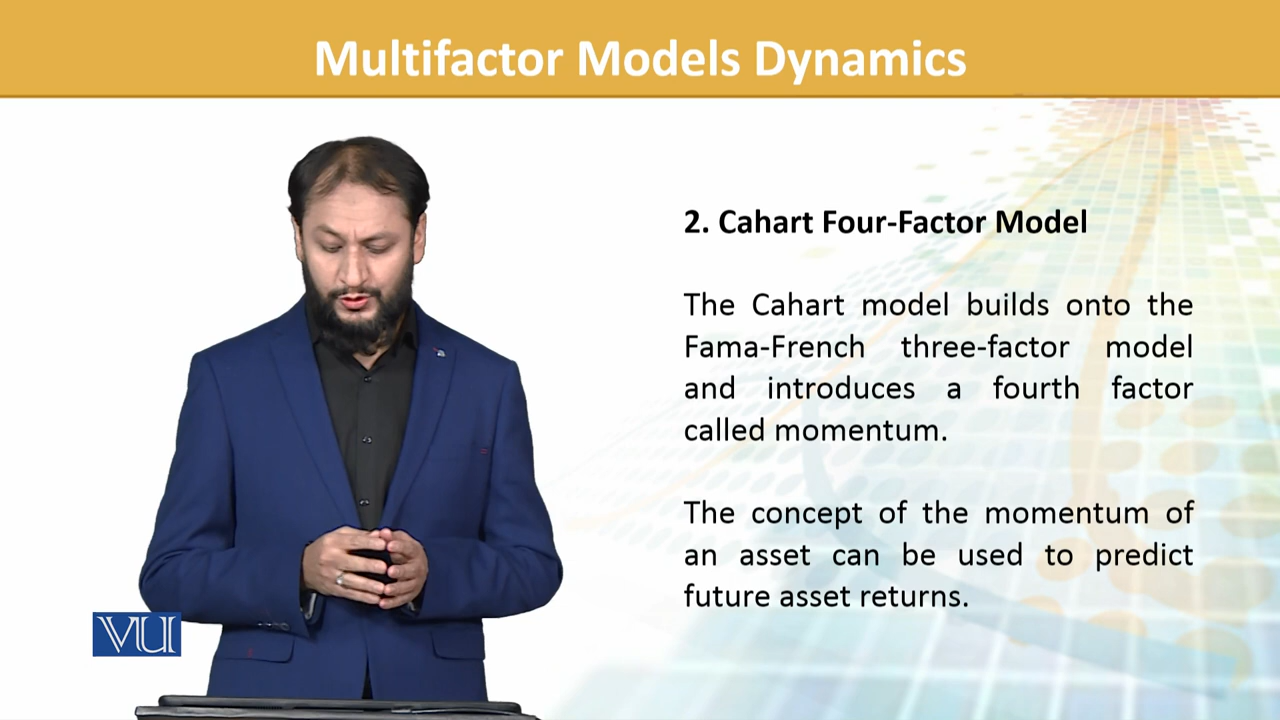 Multifactor Models Dynamics
2. Cahart Four-Factor Model
The Cahart model builds onto the
Fama-French three-factor model
and introduces a fourth factor
called momentum.
The concept of the momentum of
an asset can be used to predict
future asset returns.
VU